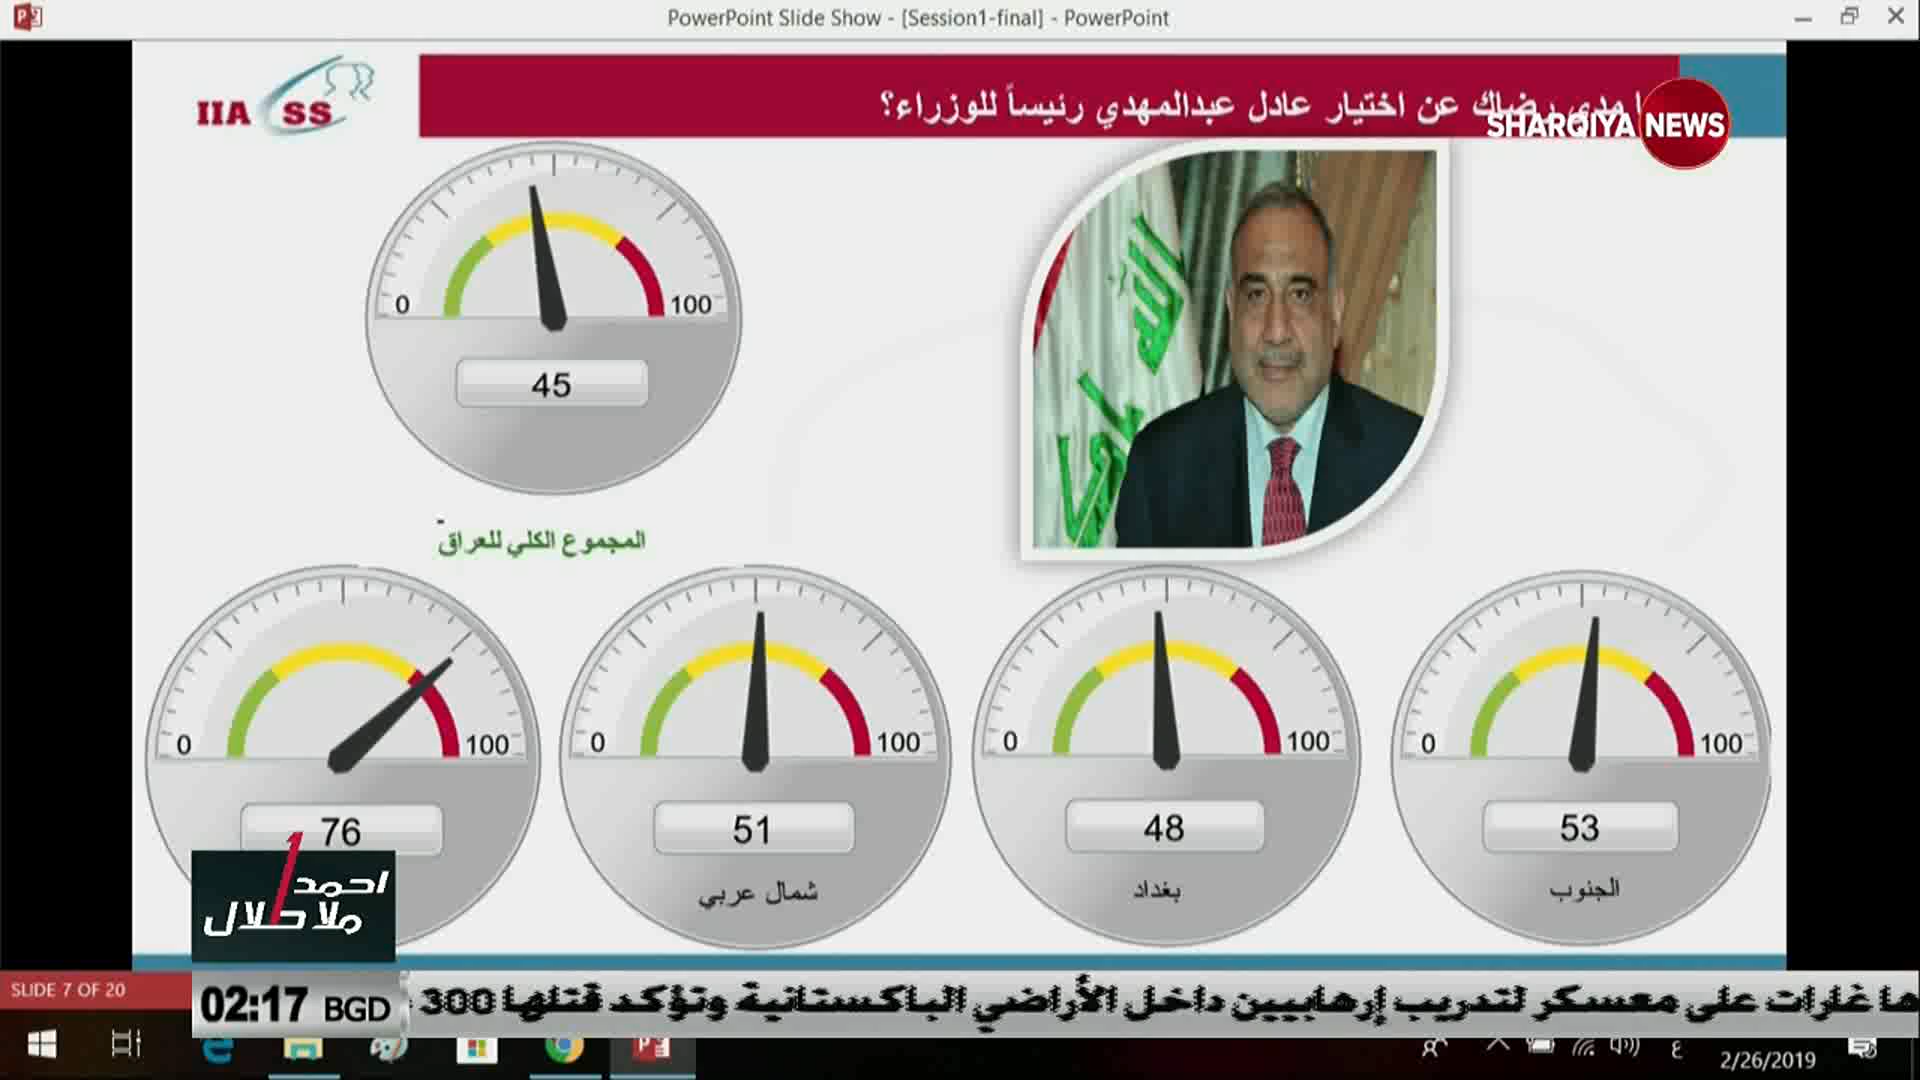 PowerPoint Slide Show - [Session1-final] - PowerPoint
IIA SS
مدى رضاك عن اختيار عادل عبدالمهدي رئيساً للوزراء؟
SHARQIYA NEWS
0
100
45
المجموع الكلي للعراق
الله
0
100
76
0
100
51
شمال عربي
0
100
48
بغداد
0
100
53
الجنوب
احمد
ملا طلال
SLIDE 7 OF 20
02:17 BGD
غارات على معسكر لتدريب إرهابيين داخل الأراضي الباكستانية وتؤكد قتلها 300
ع
2/26/2019